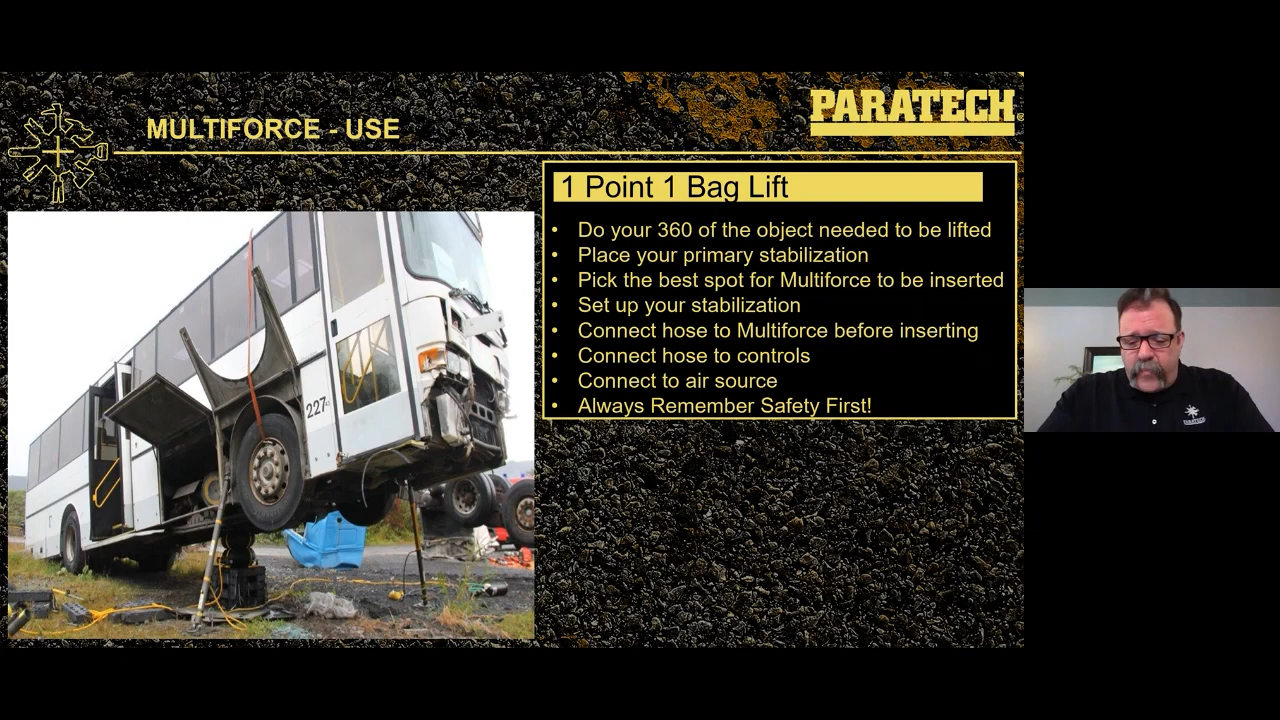 MULTIFORCE - USE
PARATECH
®
1 Point 1 Bag Lift
• Do your 360 of the object needed to be lifted
• Place your primary stabilization
• Pick the best spot for Multiforce to be inserted
• Set up your stabilization
• Connect hose to Multiforce before inserting
• Connect hose to controls
• Connect to air source
• Always Remember Safety First!
227
PARATECH